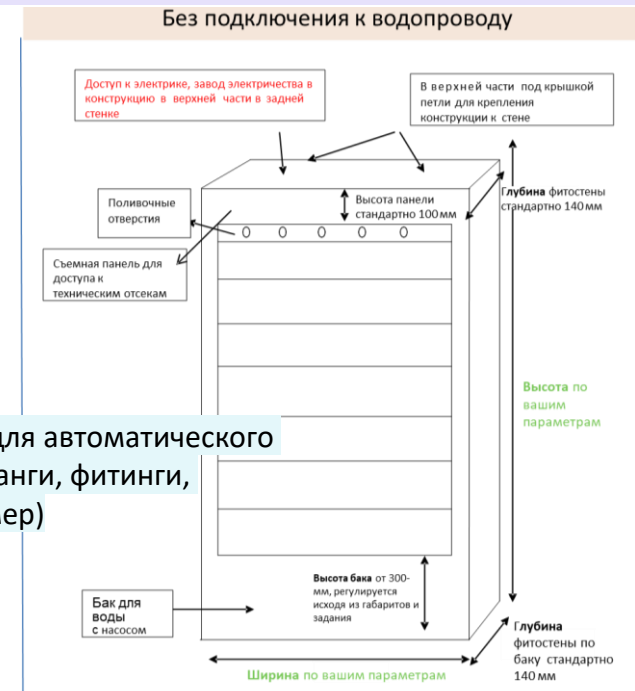 Без подключения к водопроводу
Доступ к электрике, завод электричества в
конструкцию в верхней части в задней
стенке
В верхней части под крышкой
петли для крепления
конструкции к стене
Поливочные
отверстия
Высота панели
стандартно 100 мм
Глубина фитостены
стандартно 140 мм
Съемная панель для
доступа к
техническим отсекам
Высота по
вашим
параметрам
для автоматического
анги, фитинги,
мер)
Высота бака от 300-
мм, регулируется
исходя из габаритов и
задания
Бак для
воды
с насосом
Глубина
фитостены по
баку стандартно
140 мм
Ширина по вашим параметрам